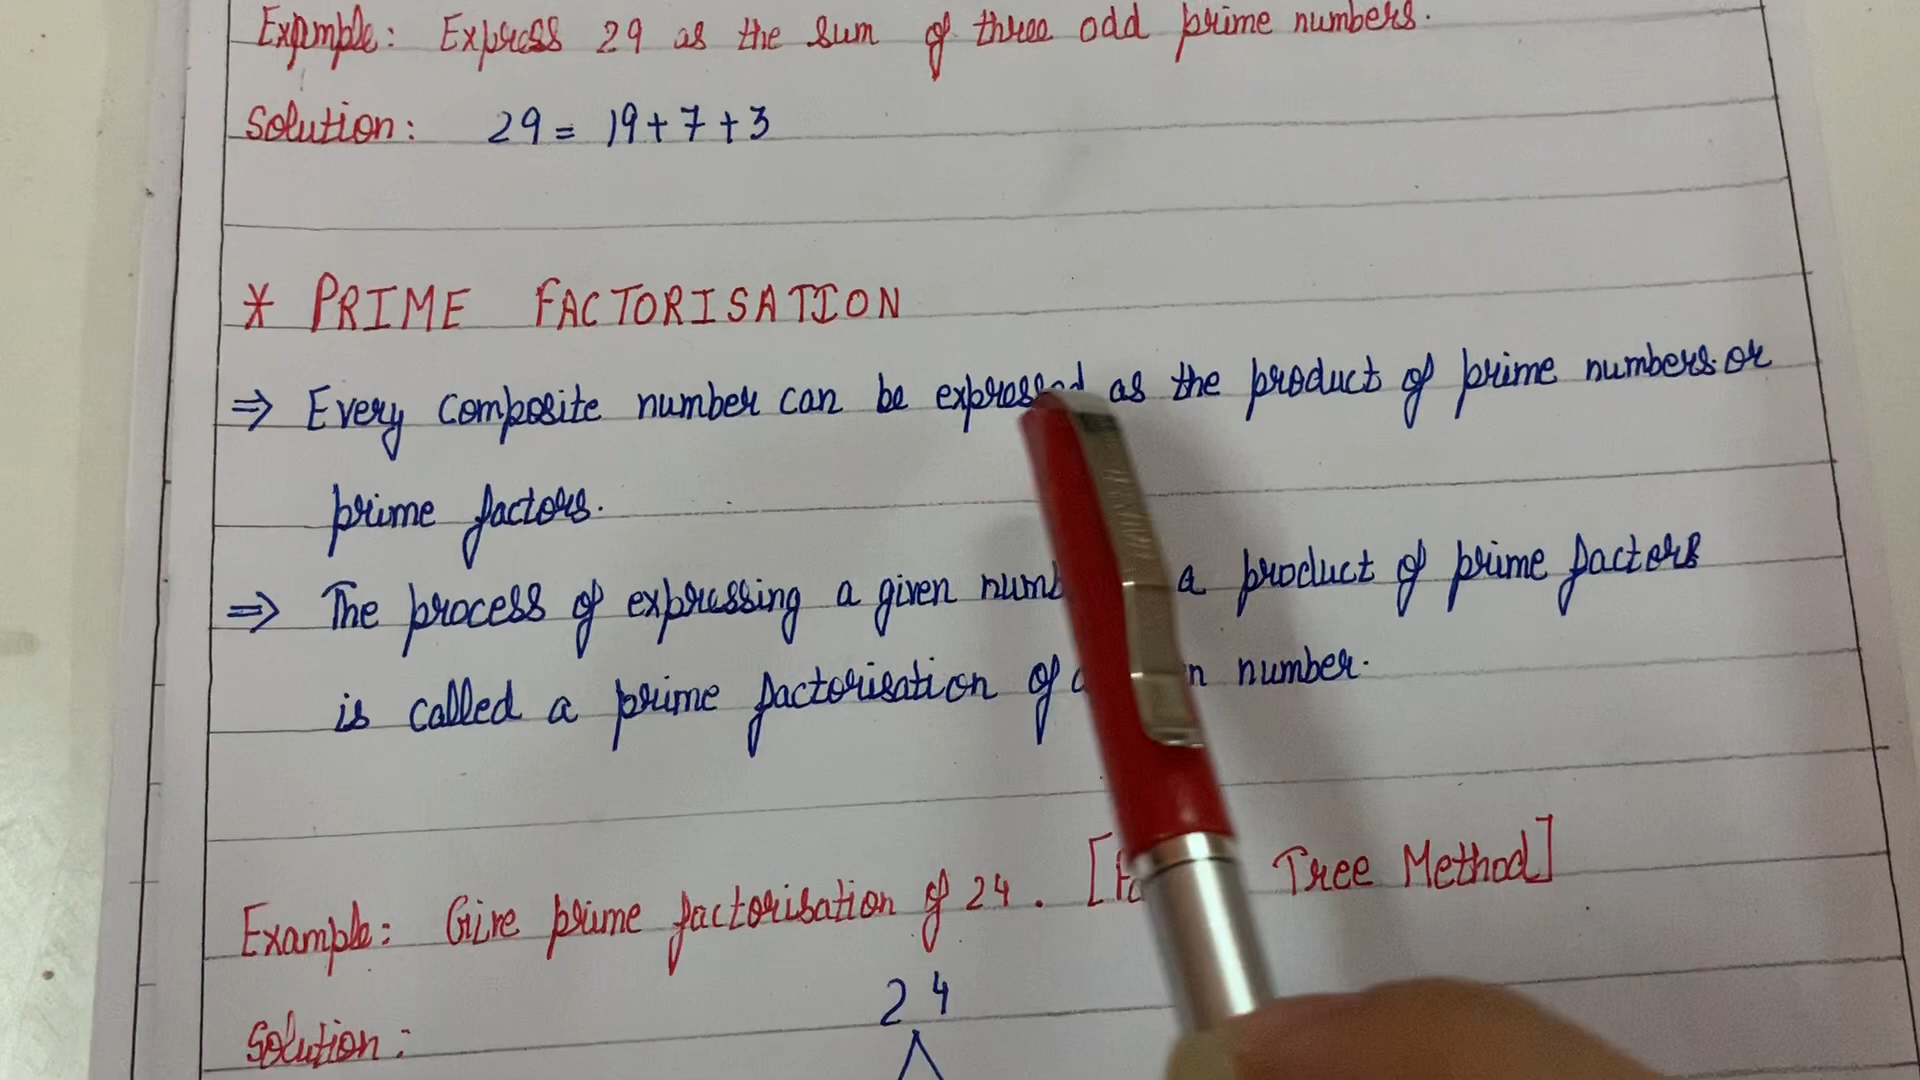 Example: Express 29 as the sum of three odd prime numbers.
Solution: 29 = 19+7+3
* PRIME FACTORISATION
⇒ Every composite number can be expressed as the product of prime numbers or
prime factors.
⇒ The process of expressing a given a product of prime factors
is called a prime factorisation of number.
Example: Give prime factorisation of 24. [ Tree Method]
Solution: 24